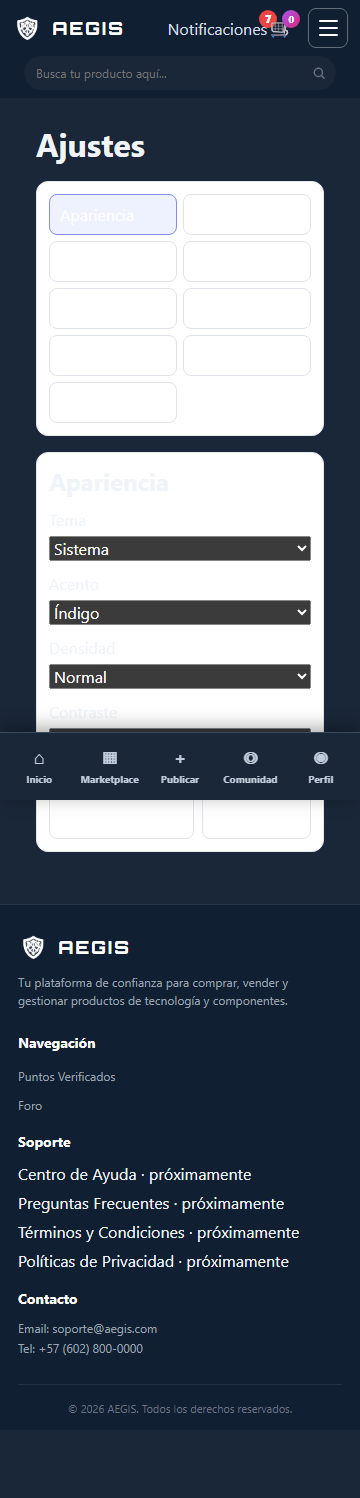 AEGIS
Notificaciones 7 0
Busca tu producto aquí...
Ajustes
Apariencia
Apariencia
Tema
Sistema
Acento
Índigo
Densidad
Normal
Contraste
Inicio
+
Marketplace
Publicar
Comunidad
Perfil
AEGIS
Tu plataforma de confianza para comprar, vender y
gestionar productos de tecnología y componentes.
Navegación
Puntos Verificados
Foro
Soporte
Centro de Ayuda · próximamente
Preguntas Frecuentes · próximamente
Términos y Condiciones · próximamente
Políticas de Privacidad · próximamente
Contacto
Email: soporte@aegis.com
Tel: +57 (602) 800-0000
© 2026 AEGIS. Todos los derechos reservados.